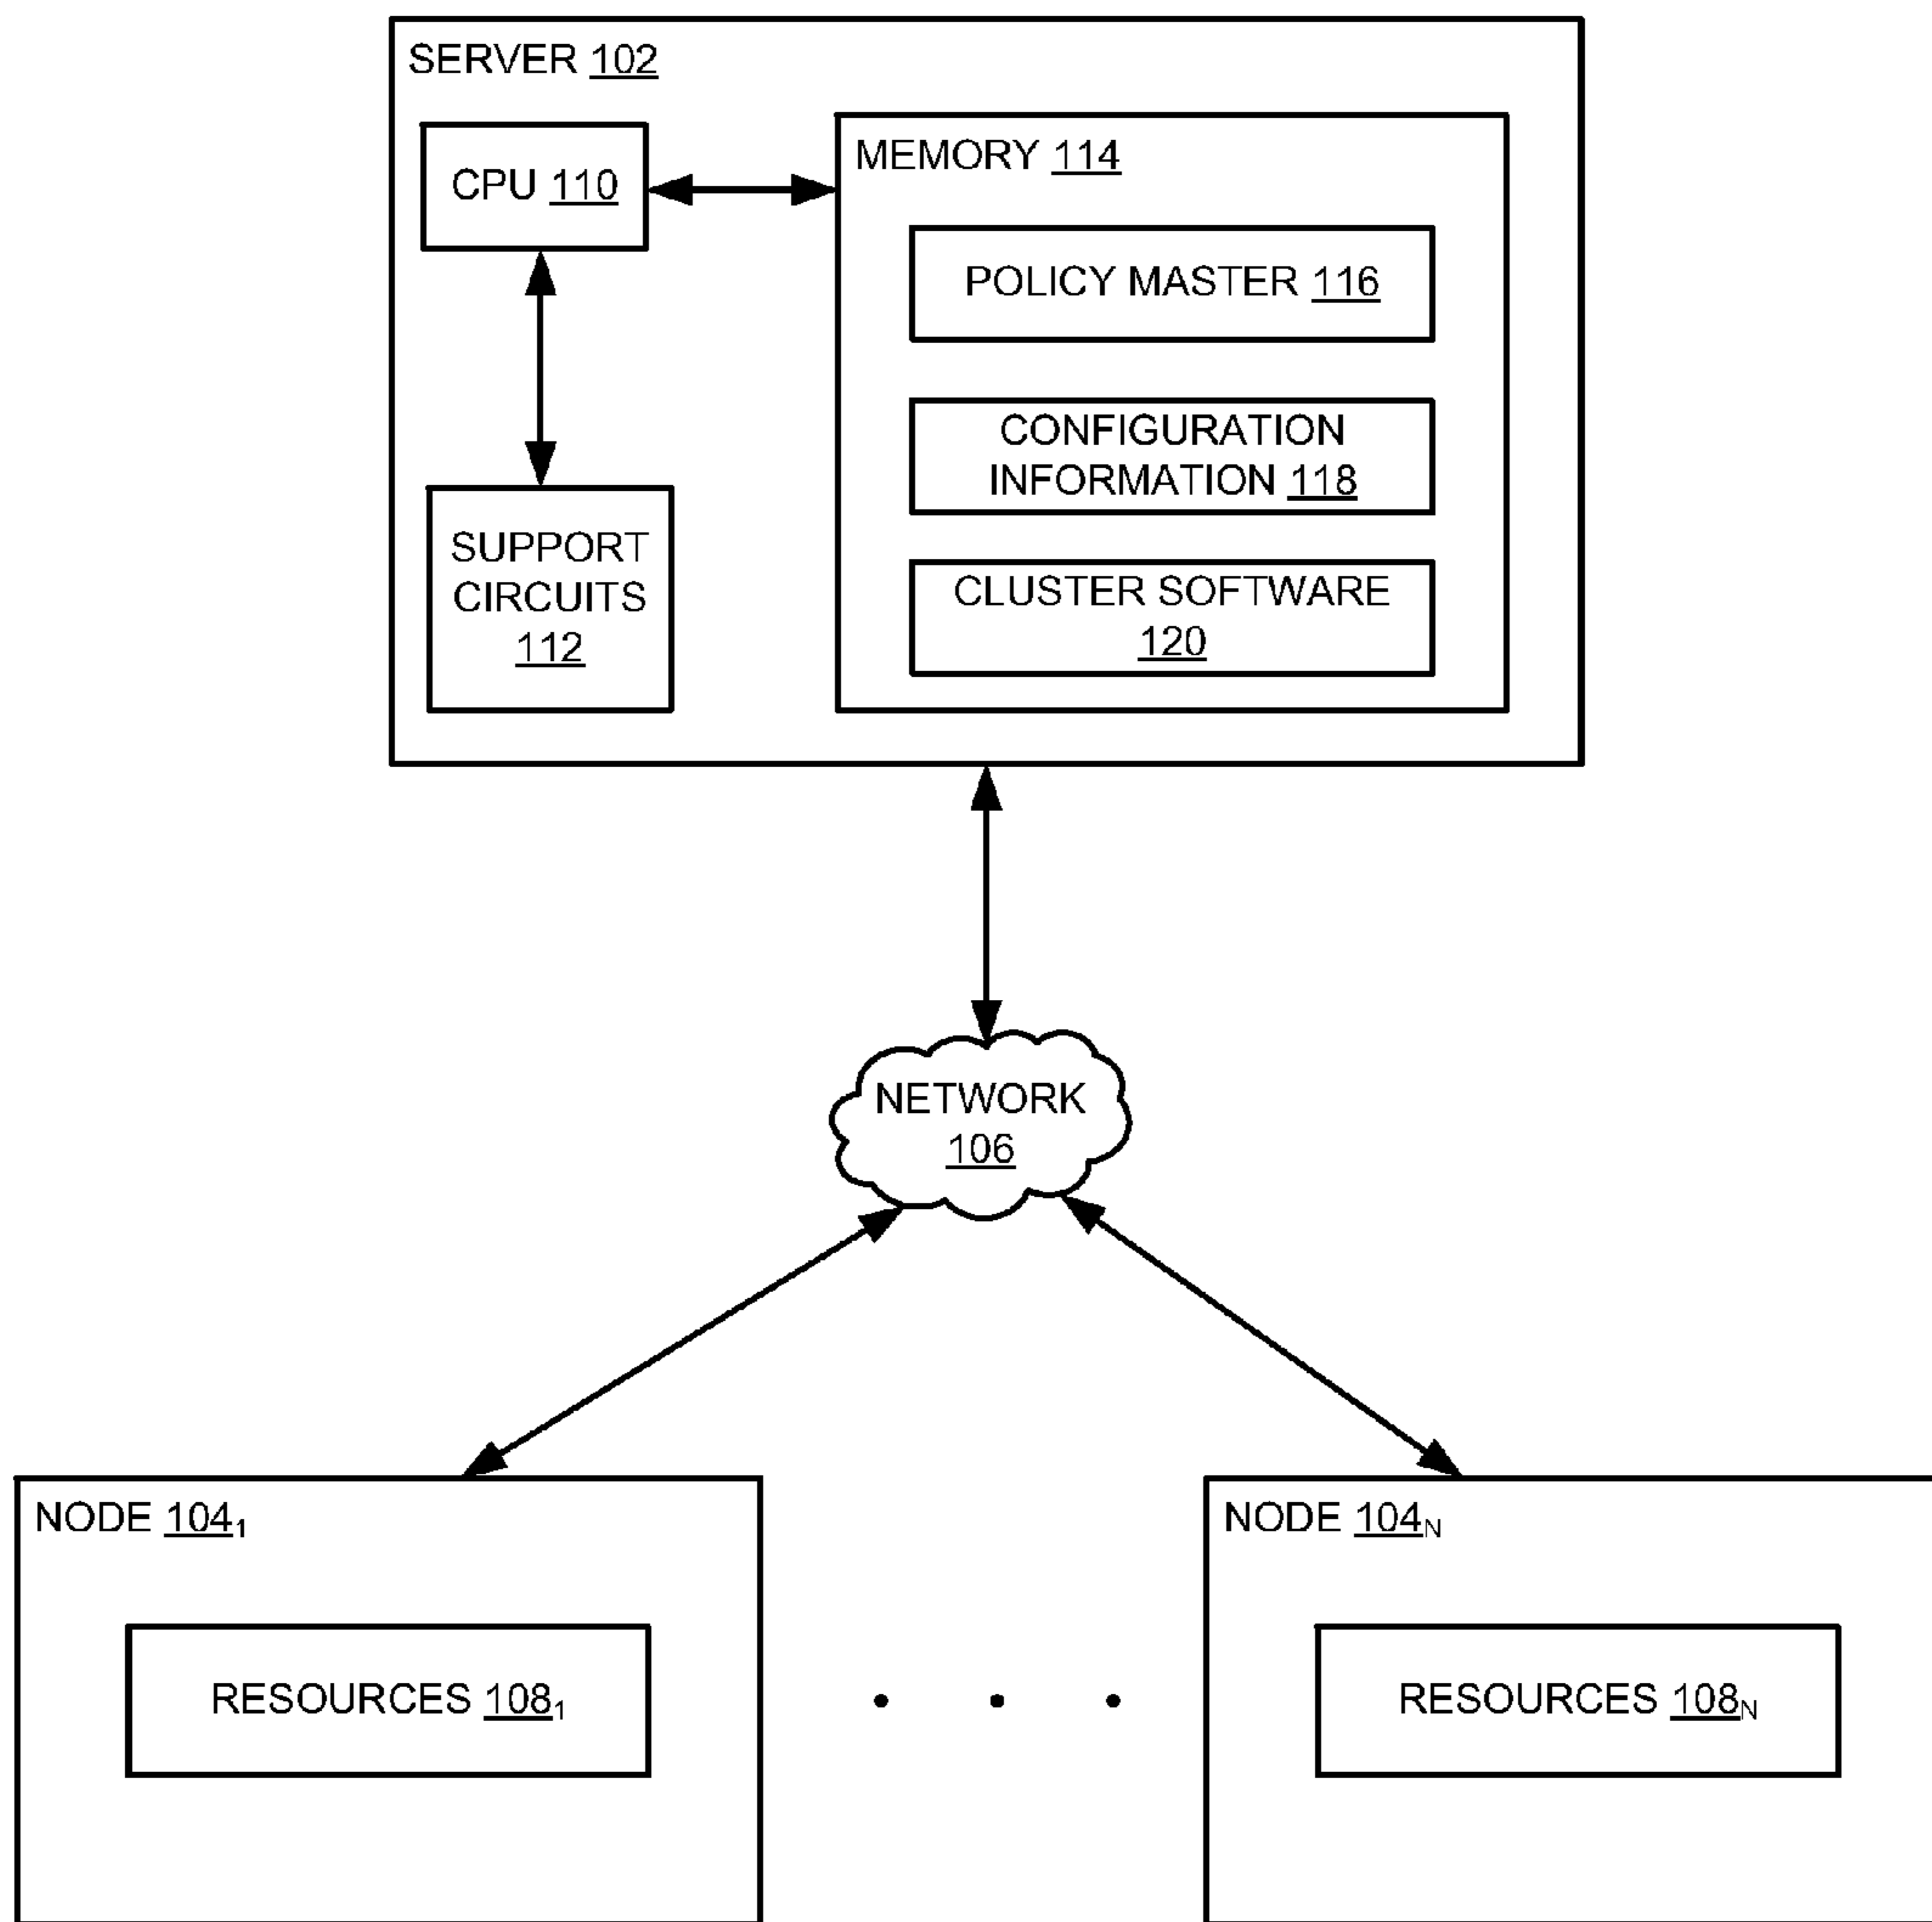 SERVER 102
CPU 110
MEMORY 114
POLICY MASTER 116
CONFIGURATION
INFORMATION 118
SUPPORT
CIRCUITS
112
CLUSTER SOFTWARE
120
NETWORK
106
NODE 104₁
NODE 104N
RESOURCES 108₁
RESOURCES 108N